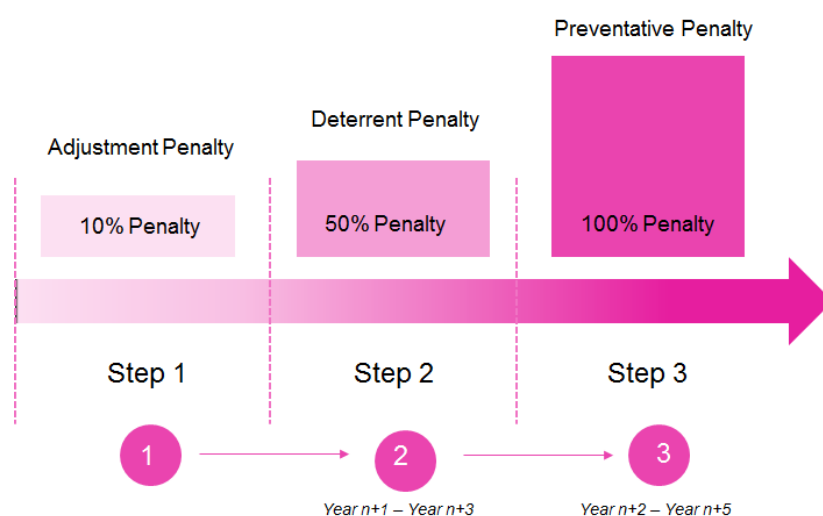 Preventative Penalty
Deterrent Penalty
Adjustment Penalty
10% Penalty
50% Penalty
100% Penalty
Step 1
Step 2
Step 3
1
2
3
Year n+1 – Year n+3
Year n+2 – Year n+5